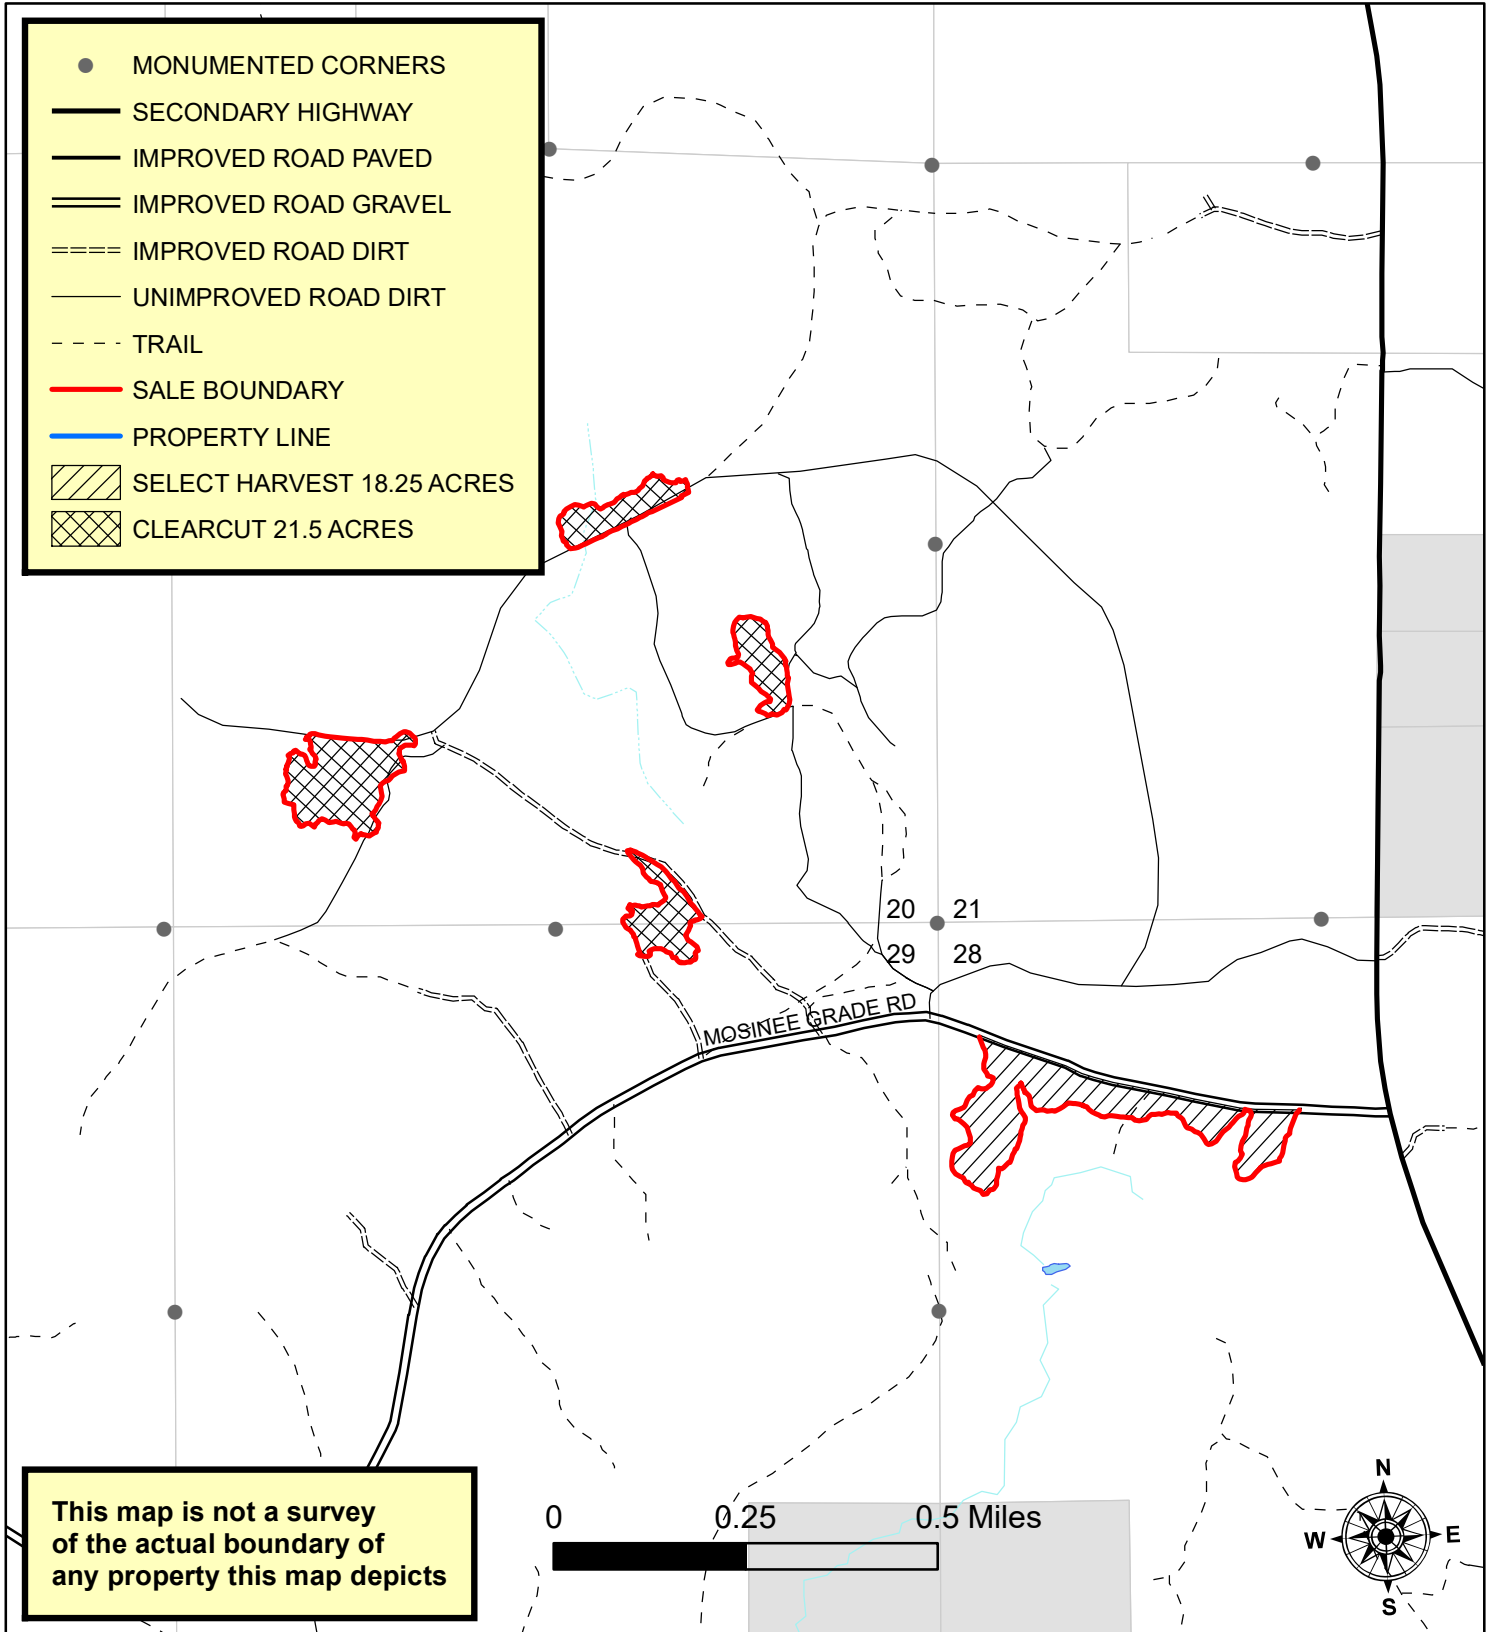 MONUMENTED CORNERS
SECONDARY HIGHWAY
IMPROVED ROAD PAVED
IMPROVED ROAD GRAVEL
IMPROVED ROAD DIRT
UNIMPROVED ROAD DIRT
TRAIL
SALE BOUNDARY
PROPERTY LINE
SELECT HARVEST 18.25 ACRES
CLEARCUT 21.5 ACRES
20 21
29 28
MOSINEE GRADE RD
This map is not a survey
of the actual boundary of
any property this map depicts
0 0.25 0.5 Miles
N
W E
S